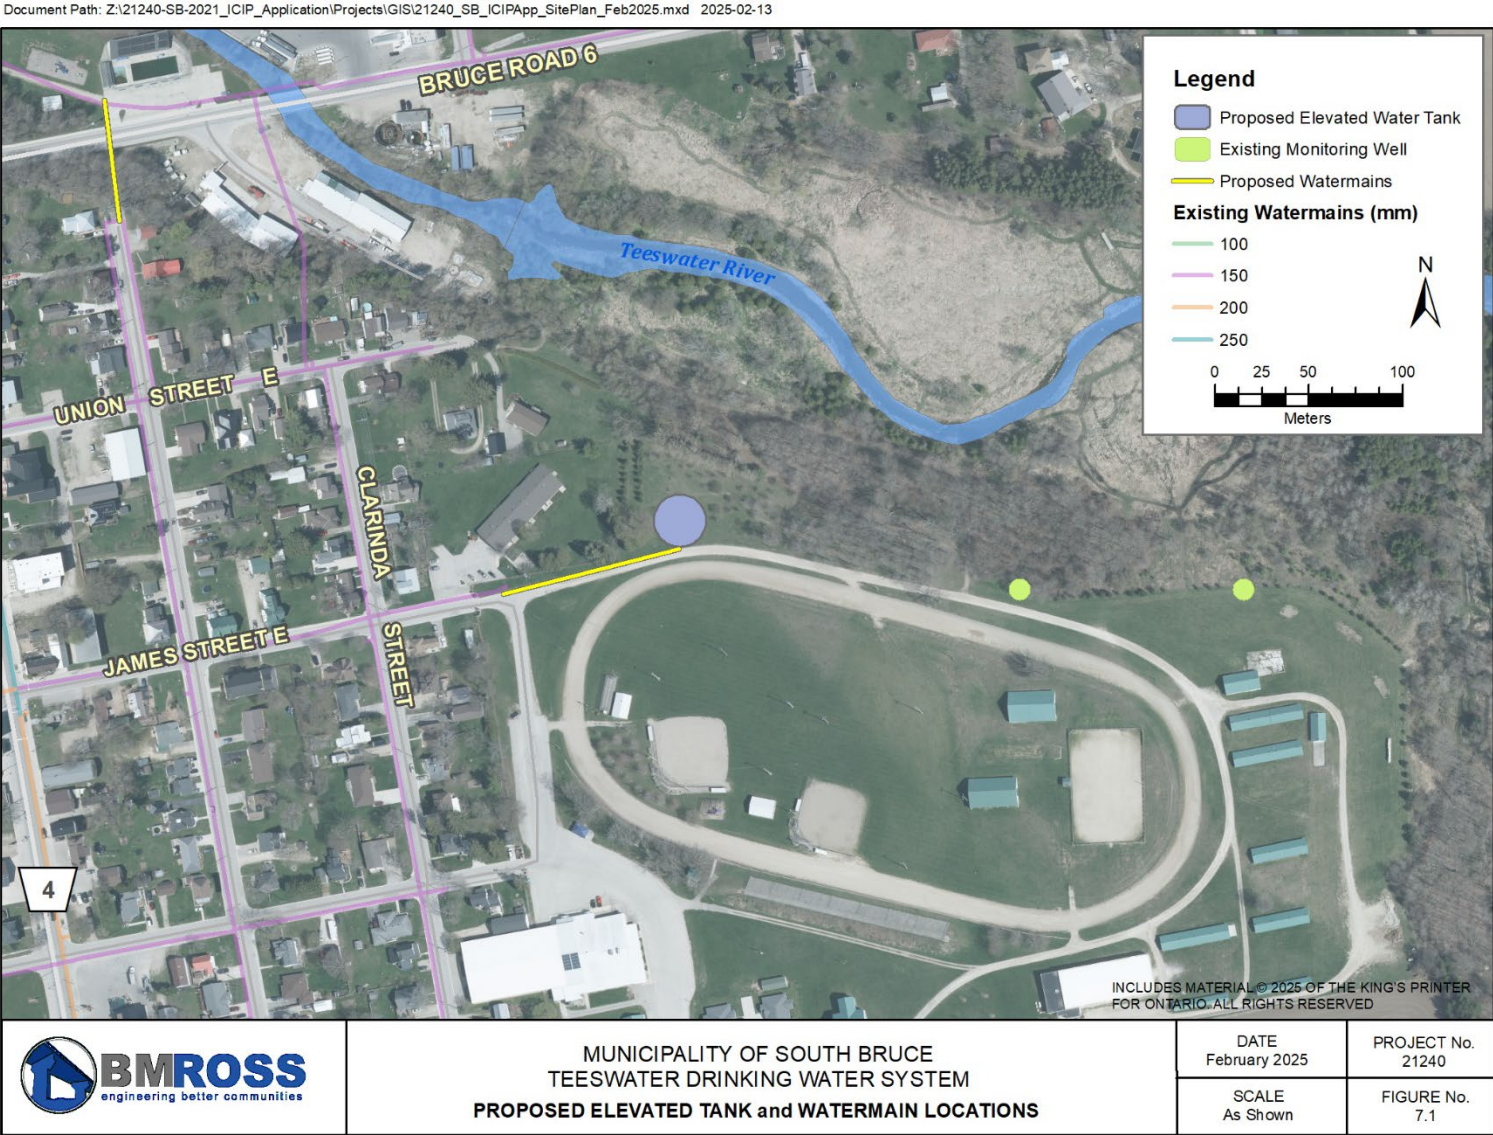 Document Path: Z:\21240-SB-2021_ICIP_Application\Projects\GIS\21240_SB_ICIPApp_SitePlan_Feb2025.mxd 2025-02-13
BRUCE ROAD 6
Legend
Proposed Elevated Water Tank
Existing Monitoring Well
Proposed Watermains
Existing Watermains (mm)
100
150
200
250
N
0 25 50 100
Meters
Teeswater River
UNION STREET E
CLARINDA STREET
JAMES STREET E
4
INCLUDES MATERIAL © 2025 OF THE KING'S PRINTER
FOR ONTARIO. ALL RIGHTS RESERVED
BMROSS
engineering better communities
MUNICIPALITY OF SOUTH BRUCE
TEESWATER DRINKING WATER SYSTEM
PROPOSED ELEVATED TANK and WATERMAIN LOCATIONS
DATE
February 2025
PROJECT No.
21240
SCALE
As Shown
FIGURE No.
7.1